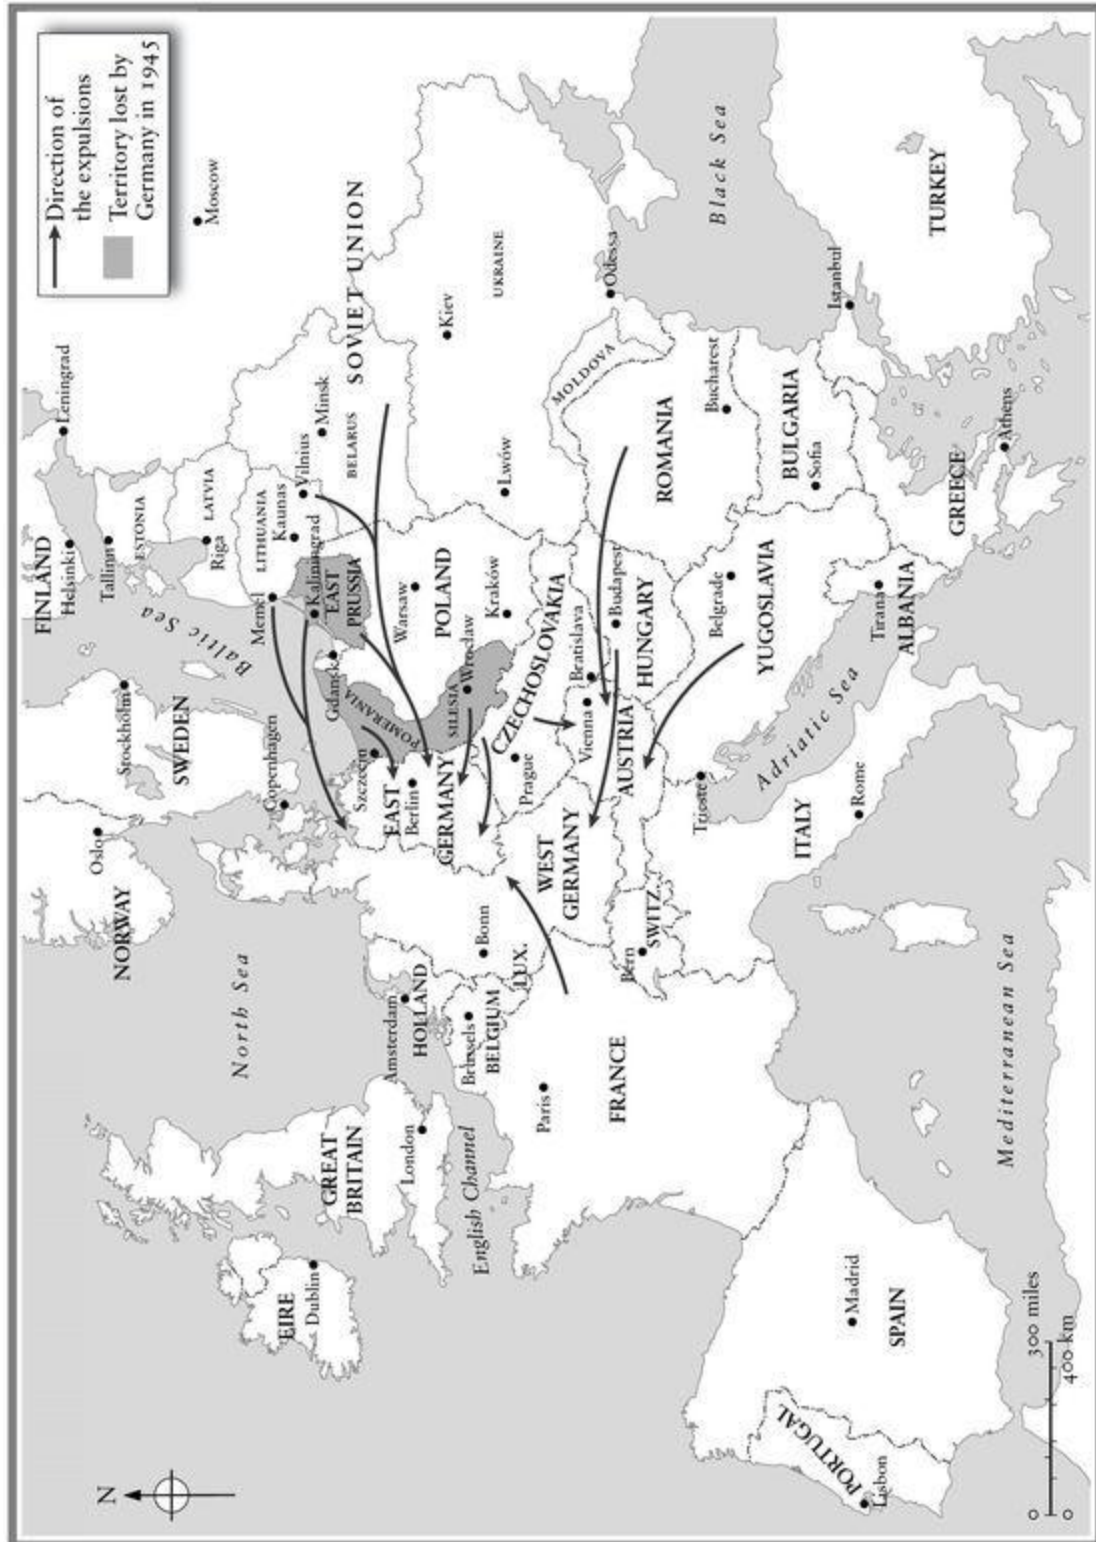 Direction of
the expulsions
Territory lost by
Germany in 1945
N
FINLAND
Helsinki
Leningrad
Tallinn
ESTONIA
Moscow
NORWAY
Oslo
Stockholm
SWEDEN
Baltic Sea
Riga
LATVIA
LITHUANIA
Memel
Kaunas
Vilnius
Kaliningrad
EAST
PRUSSIA
Minsk
BELARUS
SOVIET UNION
North Sea
Copenhagen
Gdansk
POMERANIA
Szczecin
EIRE
Dublin
GREAT
BRITAIN
London
English Channel
Amsterdam
HOLLAND
Brussels
BELGIUM
LUX.
Bonn
EAST
GERMANY
Berlin
Warsaw
POLAND
SILESIA
Wrocław
Kraków
Lwów
Kiev
UKRAINE
Paris
FRANCE
WEST
GERMANY
Prague
CZECHOSLOVAKIA
Bratislava
Vienna
AUSTRIA
Budapest
HUNGARY
MOLDOVA
Odessa
Bern
SWITZ.
Trieste
Belgrade
YUGOSLAVIA
ROMANIA
Bucharest
Black Sea
BULGARIA
Sofia
Adriatic Sea
ITALY
Rome
Tirana
ALBANIA
GREECE
Athens
Istanbul
TURKEY
Mediterranean Sea
Madrid
SPAIN
PORTUGAL
Lisbon
0 300 miles
0 400 km